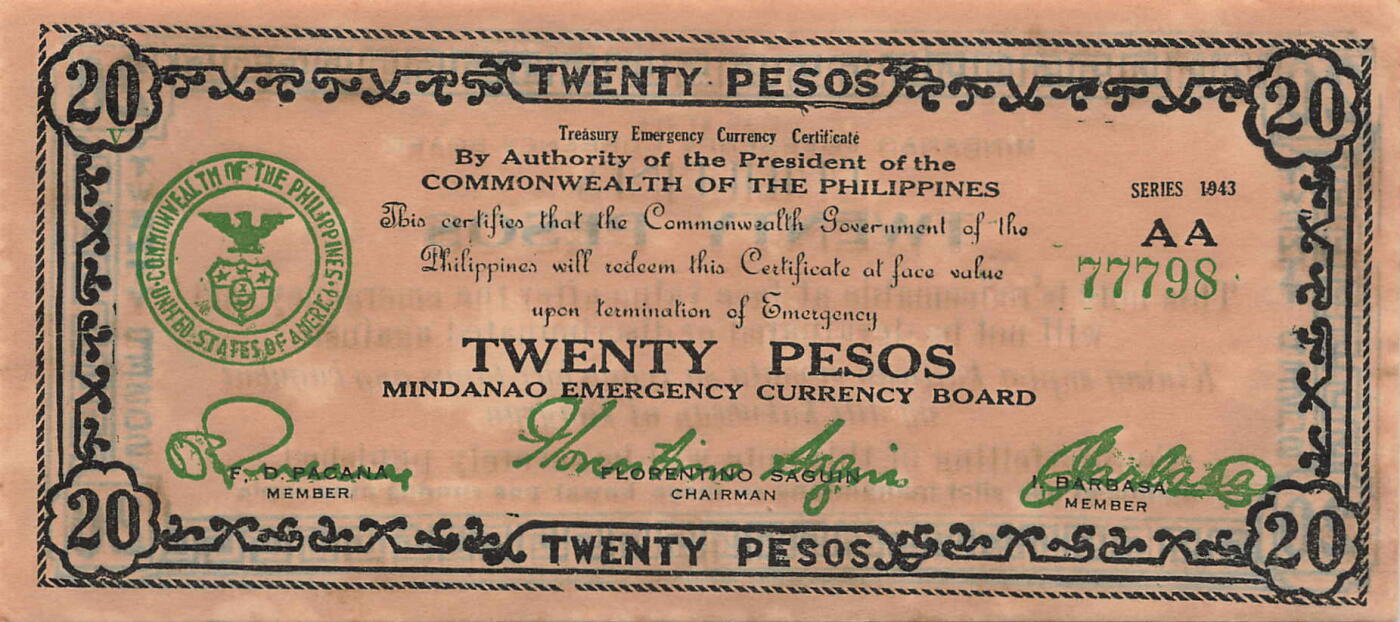 TWENTY PESOS
20
20
V
Treasury Emergency Currency Certificate
By Authority of the President of the
COMMONWEALTH OF THE PHILIPPINES
SERIES 1943
COMMONWEALTH OF THE PHILIPPINES
UNITED STATES OF AMERICA
This certifies that the Commonwealth Government of the
AA
Philippines will redeem this Certificate at face value
77798
upon termination of Emergency
TWENTY PESOS
MINDANAO EMERGENCY CURRENCY BOARD
Florentino Saguin
F. D. PACANA
FLORENTINO SAGUIN
I. BARBASA
MEMBER
CHAIRMAN
MEMBER
20
20
TWENTY PESOS